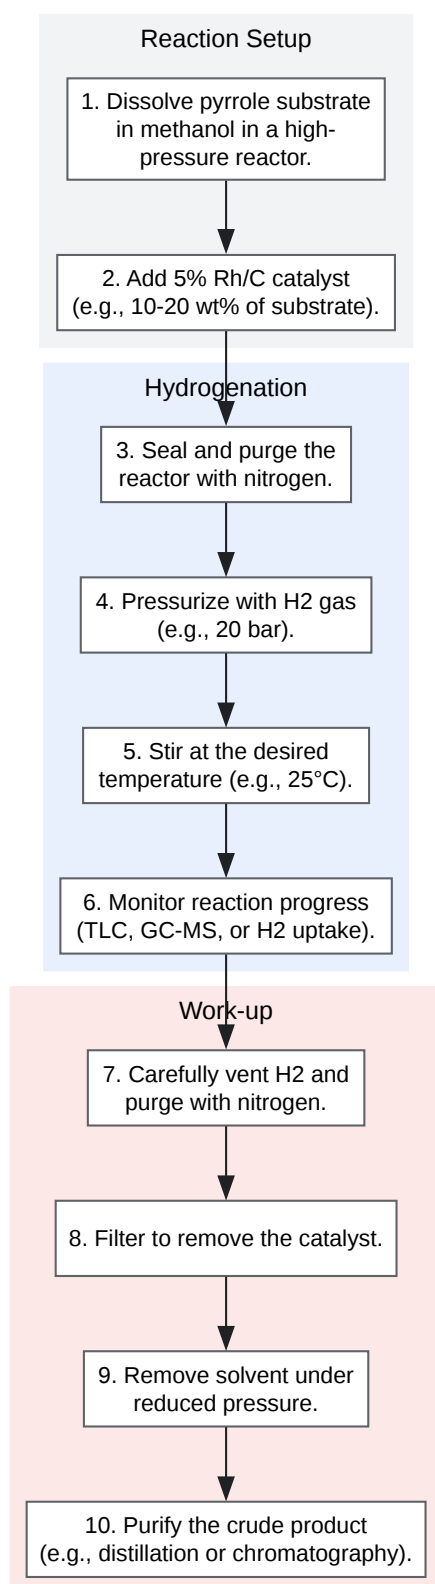 Reaction Setup
1. Dissolve pyrrole substrate
in methanol in a high-
pressure reactor.
2. Add 5% Rh/C catalyst
(e.g., 10-20 wt% of substrate).
Hydrogenation
3. Seal and purge the
reactor with nitrogen.
4. Pressurize with H2 gas
(e.g., 20 bar).
5. Stir at the desired
temperature (e.g., 25°C).
6. Monitor reaction progress
(TLC, GC-MS, or H2 uptake).
Work-up
7. Carefully vent H2 and
purge with nitrogen.
8. Filter to remove the catalyst.
9. Remove solvent under
reduced pressure.
10. Purify the crude product
(e.g., distillation or chromatography).